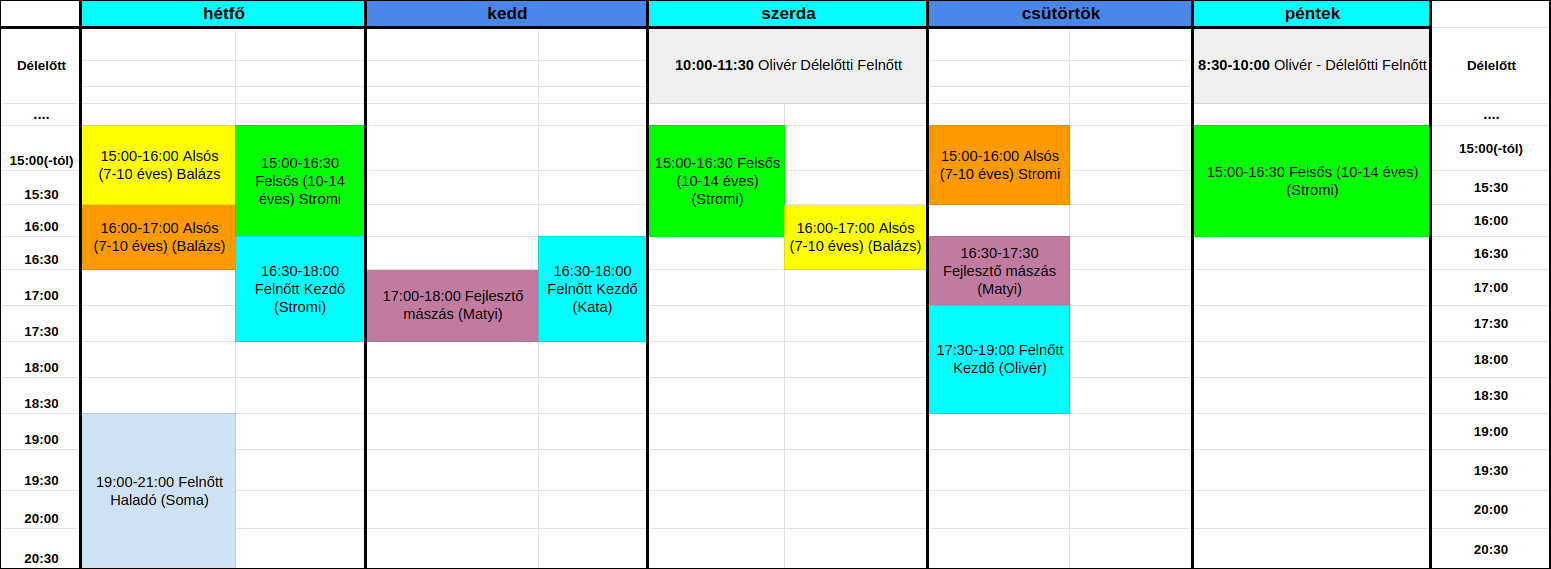 hétfő kedd szerda csütörtök péntek
Délelőtt
10:00-11:30 Olivér Délelőtti Felnőtt
8:30-10:00 Olivér - Délelőtti Felnőtt
Délelőtt
....
....
15:00(-tól)
15:00-16:00 Alsós
(7-10 éves) Balázs
15:00-16:30
Felsős (10-14
éves) Stromi
15:00-16:30 Felsős
(10-14 éves)
(Stromi)
15:00-16:00 Alsós
(7-10 éves) Stromi
15:00-16:30 Felsős (10-14 éves)
(Stromi)
15:00(-tól)
15:30
15:30
16:00
16:00-17:00 Alsós
(7-10 éves) (Balázs)
16:00-17:00 Alsós
(7-10 éves) (Balázs)
16:00
16:30
16:30-18:00
Felnőtt Kezdő
(Stromi)
16:30-18:00
Felnőtt Kezdő
(Kata)
16:30-17:30
Fejlesztő mászás
(Matyi)
16:30
17:00
17:00-18:00 Fejlesztő
mászás (Matyi)
17:00
17:30
17:30-19:00 Felnőtt
Kezdő (Olivér)
17:30
18:00
18:00
18:30
18:30
19:00
19:00-21:00 Felnőtt
Haladó (Soma)
19:00
19:30
19:30
20:00
20:00
20:30
20:30